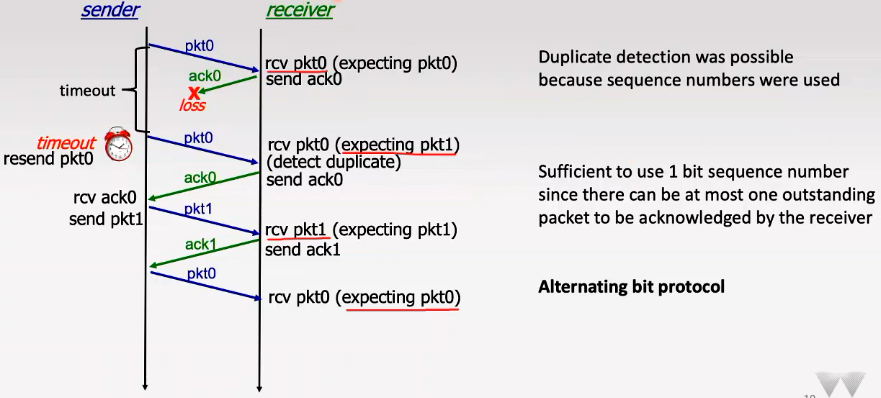 sender
receiver
pkt0
rcv pkt0 (expecting pkt0)
ack0
send ack0
X
loss
timeout
timeout
resend pkt0
pkt0
rcv pkt0 (expecting pkt1)
(detect duplicate)
ack0
send ack0
rcv ack0
send pkt1
pkt1
rcv pkt1 (expecting pkt1)
ack1
send ack1
pkt0
rcv pkt0 (expecting pkt0)
Duplicate detection was possible
because sequence numbers were used
Sufficient to use 1 bit sequence number
since there can be at most one outstanding
packet to be acknowledged by the receiver
Alternating bit protocol